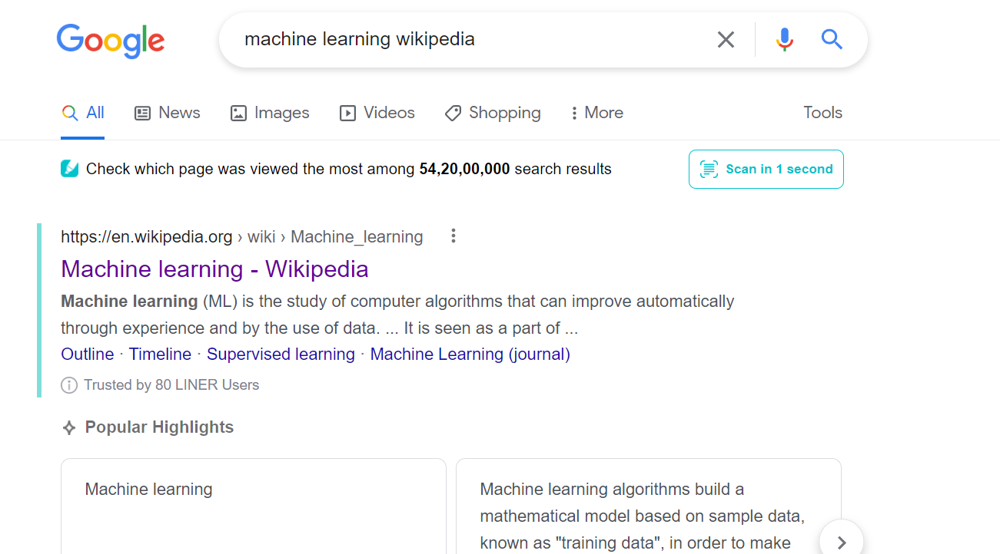 Google
machine learning wikipedia
All News Images Videos Shopping More Tools
Check which page was viewed the most among 54,20,00,000 search results
Scan in 1 second
https://en.wikipedia.org › wiki › Machine_learning
Machine learning - Wikipedia
Machine learning (ML) is the study of computer algorithms that can improve automatically
through experience and by the use of data. ... It is seen as a part of ...
Outline · Timeline · Supervised learning · Machine Learning (journal)
Trusted by 80 LINER Users
Popular Highlights
Machine learning
Machine learning algorithms build a
mathematical model based on sample data,
known as "training data", in order to make